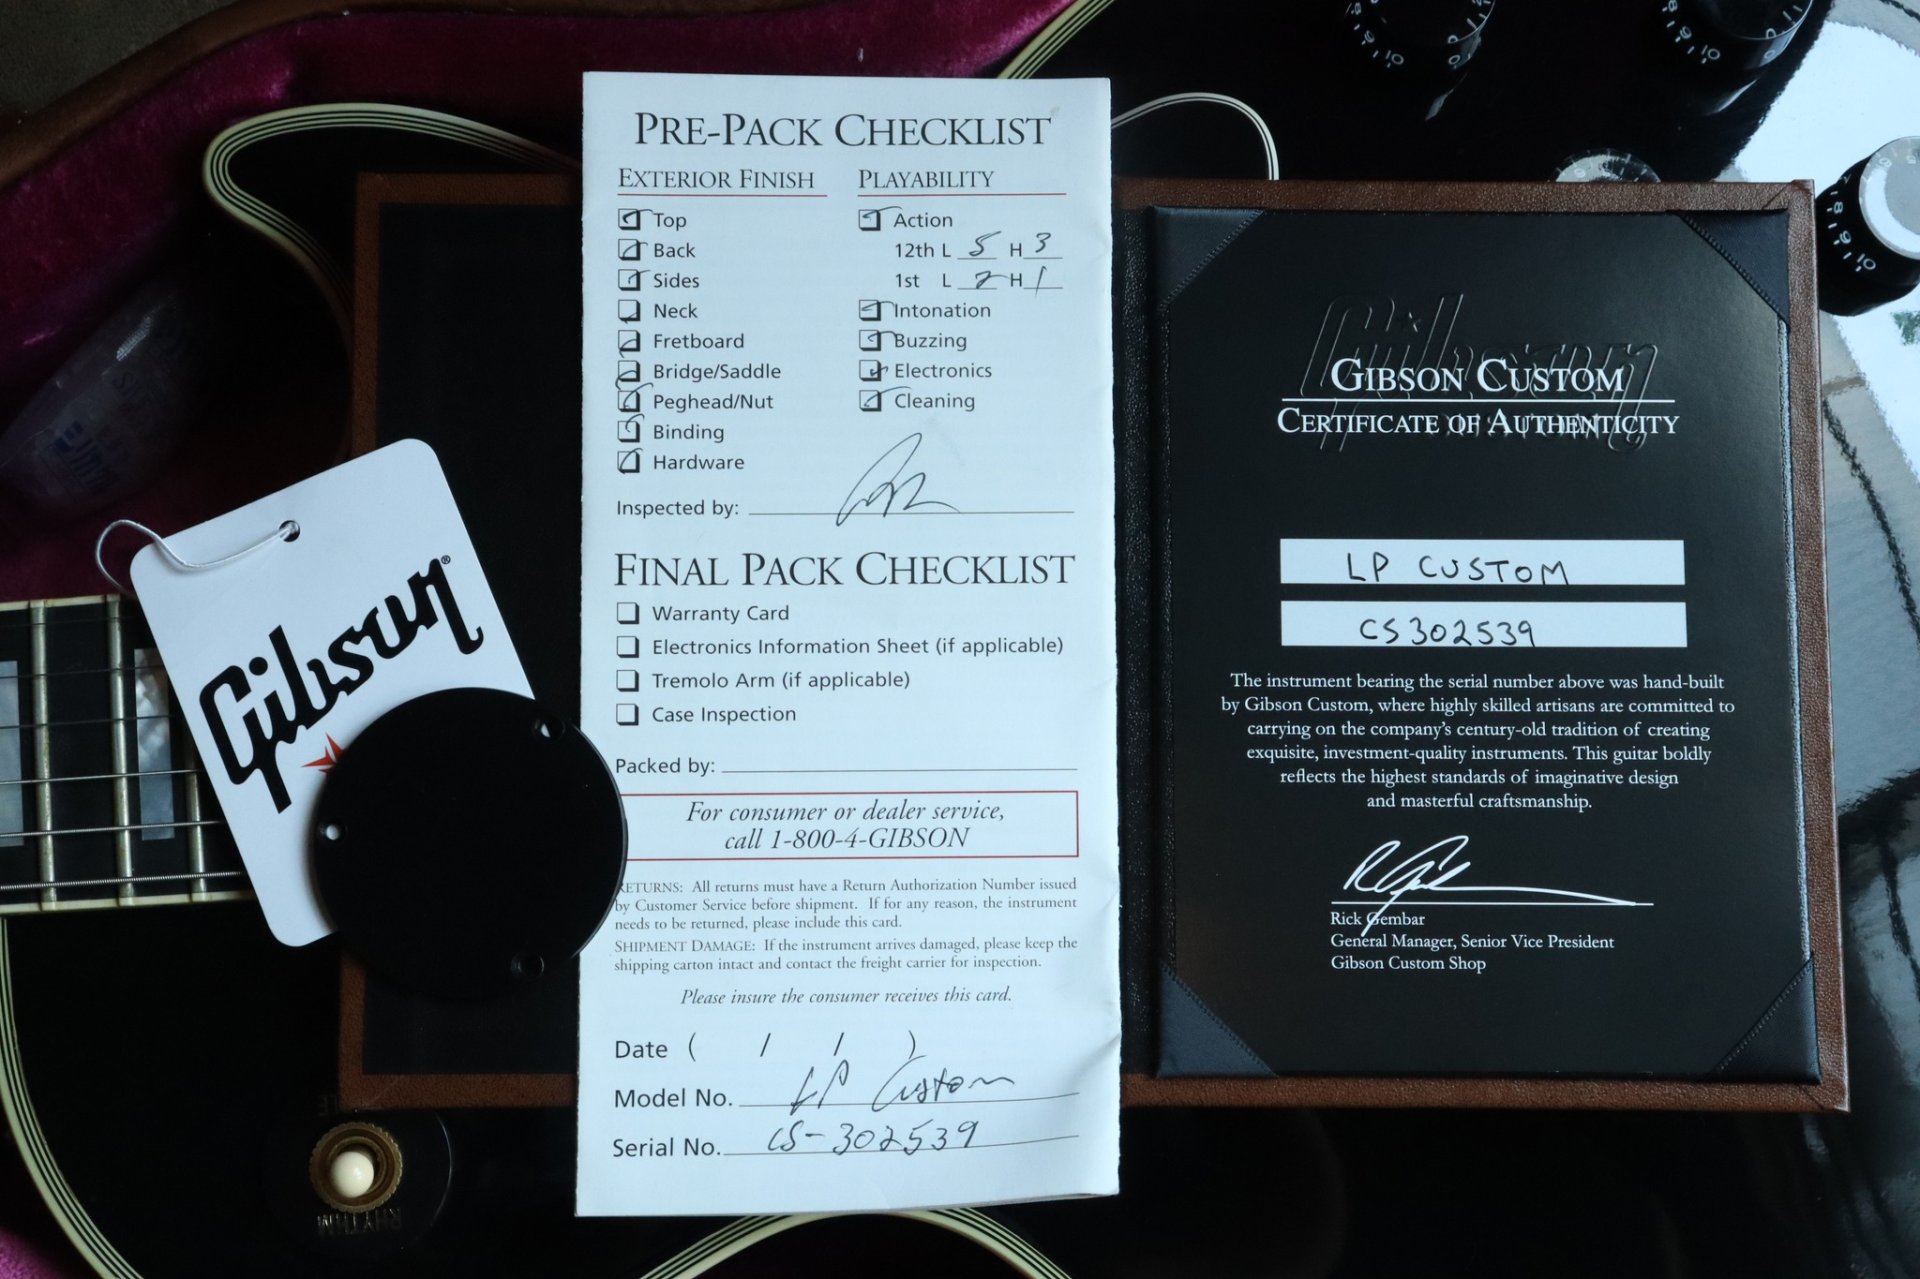 PRE-PACK CHECKLIST
EXTERIOR FINISH
Top
Back
Sides
Neck
Fretboard
Bridge/Saddle
Peghead/Nut
Binding
Hardware
PLAYABILITY
Action
12th L 5 H 3
1st L 2 H 1
Intonation
Buzzing
Electronics
Cleaning
Inspected by:
FINAL PACK CHECKLIST
Warranty Card
Electronics Information Sheet (if applicable)
Tremolo Arm (if applicable)
Case Inspection
Packed by:
For consumer or dealer service,
call 1-800-4-GIBSON
RETURNS: All returns must have a Return Authorization Number issued
by Customer Service before shipment. If for any reason, the instrument
needs to be returned, please include this card.
SHIPMENT DAMAGE: If the instrument arrives damaged, please keep the
shipping carton intact and contact the freight carrier for inspection.
Please insure the consumer receives this card.
Date ( / / )
Model No. LP Custom
Serial No. CS-302539
Gibson®
Gibson
GIBSON CUSTOM
CERTIFICATE OF AUTHENTICITY
LP CUSTOM
CS302539
The instrument bearing the serial number above was hand-built
by Gibson Custom, where highly skilled artisans are committed to
carrying on the company's century-old tradition of creating
exquisite, investment-quality instruments. This guitar boldly
reflects the highest standards of imaginative design
and masterful craftsmanship.
Rick Gembar
General Manager, Senior Vice President
Gibson Custom Shop
RHYTHM